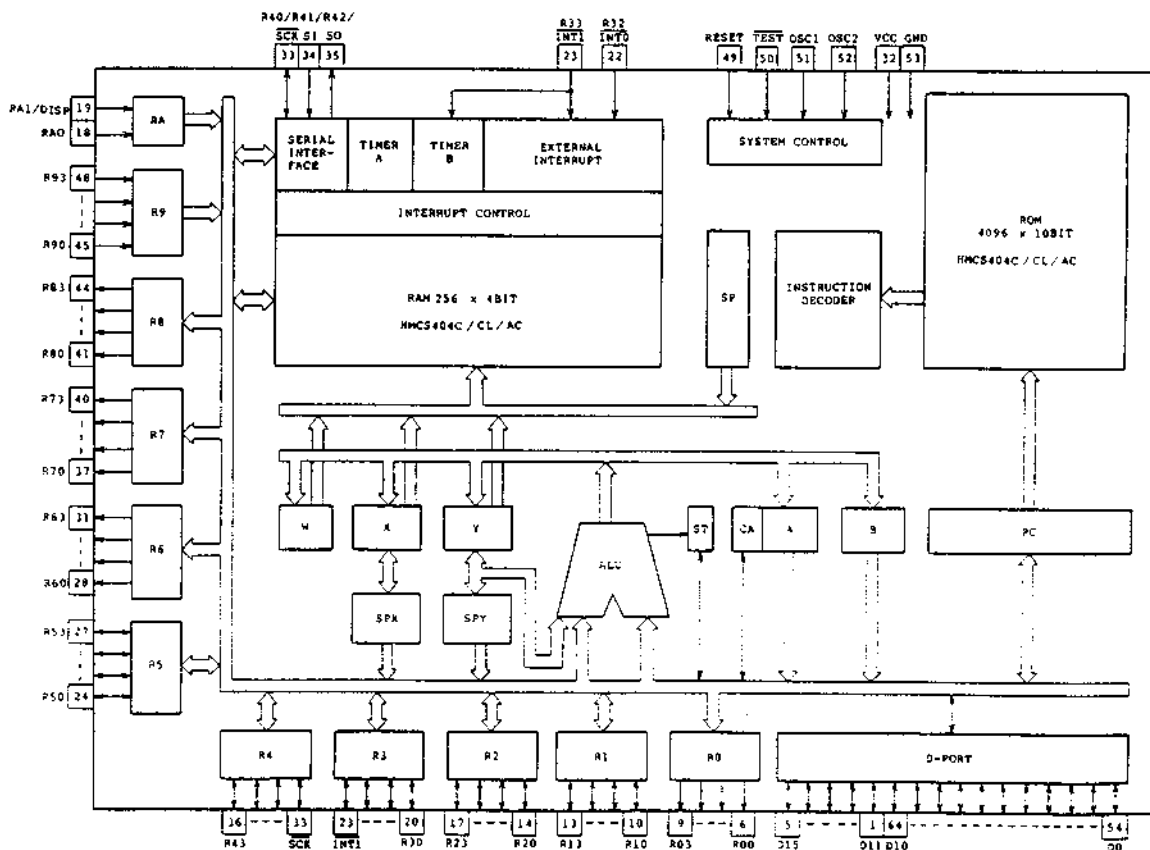 R40/R41/R42/
SCK SI SO
33 34 35
R33
INT1
23
R32
INT0
22
RESET
49
TEST
50
OSC1
51
OSC2
52
VCC
32
GND
53
RA1/DISP 19
RA0 18
RA
SERIAL INTER-FACE
TIMER A
TIMER B
EXTERNAL INTERRUPT
SYSTEM CONTROL
INTERRUPT CONTROL
R93 48
R9
R90 45
ROM
4096 x 10BIT
HMCS404C/CL/AC
R83 44
R8
R80 41
RAM 256 x 4BIT
HMCS404C/CL/AC
SP
INSTRUCTION DECODER
R73 40
R7
R70 37
R63 31
R6
R60 28
W
X
Y
ALU
ST
CA
A
B
PC
SPX
SPY
R53 27
R5
R50 24
R4
R3
R2
R1
R0
D-PORT
36 33 23 20 17 14 13 10 9 6 5 1 64 54
R43 SCK INT1 R30 R23 R20 R13 R10 R03 R00 D15 D11 D10 D0